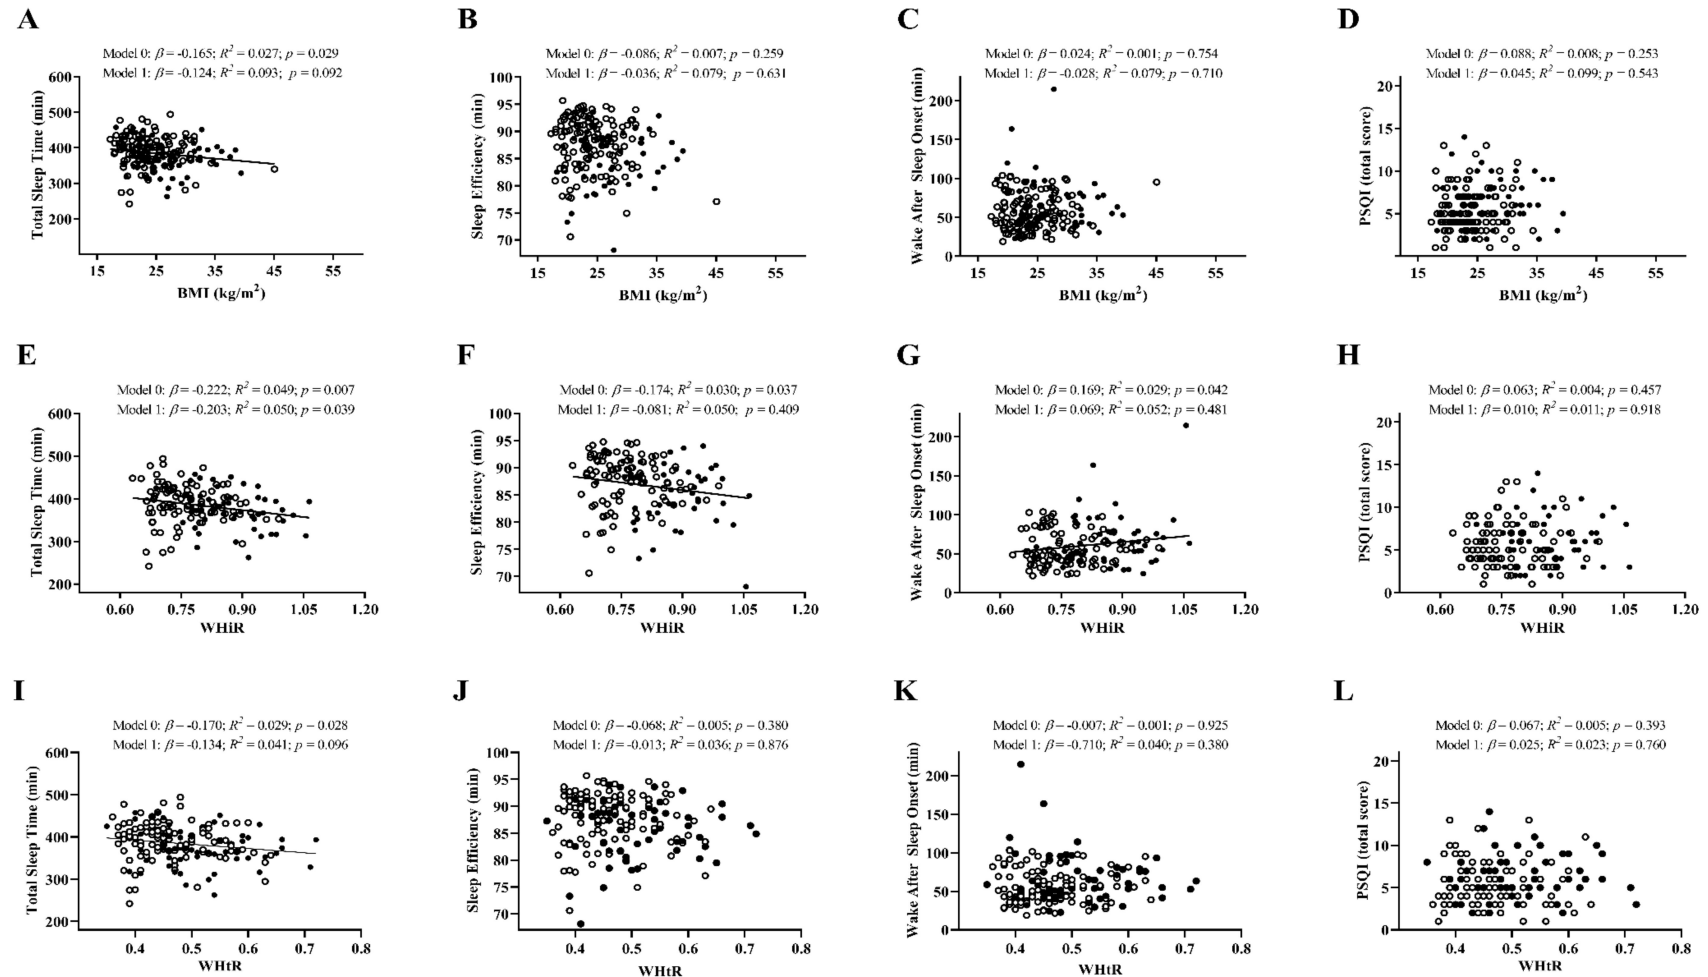 A
Model 0: β= -0.165; R² = 0.027; p = 0.029
Model 1: β= -0.124; R² = 0.093; p = 0.092
Total Sleep Time (min)
600
500
400
300
200
15
25
35
45
55
BMI (kg/m²)
B
Model 0: β= -0.086; R² = 0.007; p = 0.259
Model 1: β= -0.036; R² = 0.079; p = 0.631
Sleep Efficiency (min)
100
95
90
85
80
75
70
15
25
35
45
55
BMI (kg/m²)
C
Model 0: β= 0.024; R² = 0.001; p = 0.754
Model 1: β= -0.028; R² = 0.079; p = 0.710
Wake After Sleep Onset (min)
200
150
100
50
0
15
25
35
45
55
BMI (kg/m²)
D
Model 0: β= 0.088; R² = 0.008; p = 0.253
Model 1: β= 0.045; R² = 0.099; p = 0.543
PSQI (total score)
20
15
10
5
15
25
35
45
55
BMI (kg/m²)
E
Model 0: β= -0.222; R² = 0.049; p = 0.007
Model 1: β= -0.203; R² = 0.050; p = 0.039
Total Sleep Time (min)
600
500
400
300
200
0.60
0.75
0.90
1.05
1.20
WHiR
F
Model 0: β= -0.174; R² = 0.030; p = 0.037
Model 1: β= -0.081; R² = 0.050; p = 0.409
Sleep Efficiency (min)
100
95
90
85
80
75
70
0.60
0.75
0.90
1.05
1.20
WHiR
G
Model 0: β= 0.169; R² = 0.029; p = 0.042
Model 1: β= 0.069; R² = 0.052; p = 0.481
Wake After Sleep Onset (min)
200
150
100
50
0
0.60
0.75
0.90
1.05
1.20
WHiR
H
Model 0: β= 0.063; R² = 0.004; p = 0.457
Model 1: β= 0.010; R² = 0.011; p = 0.918
PSQI (total score)
20
15
10
5
0
0.60
0.75
0.90
1.05
1.20
WHiR
I
Model 0: β= -0.170; R² = 0.029; p = 0.028
Model 1: β= -0.134; R² = 0.041; p = 0.096
Total Sleep Time (min)
600
500
400
300
200
0.4
0.5
0.6
0.7
0.8
WHtR
J
Model 0: β= -0.068; R² = 0.005; p = 0.380
Model 1: β= -0.013; R² = 0.036; p = 0.876
Sleep Efficiency (min)
100
95
90
85
80
75
70
0.4
0.5
0.6
0.7
0.8
WHtR
K
Model 0: β= -0.007; R² = 0.001; p = 0.925
Model 1: β= -0.710; R² = 0.040; p = 0.380
Wake After Sleep Onset (min)
200
150
100
50
0
0.4
0.5
0.6
0.7
0.8
WHtR
L
Model 0: β= 0.067; R² = 0.005; p = 0.393
Model 1: β= 0.025; R² = 0.023; p = 0.760
PSQI (total score)
20
15
10
5
0
0.4
0.5
0.6
0.7
0.8
WHtR